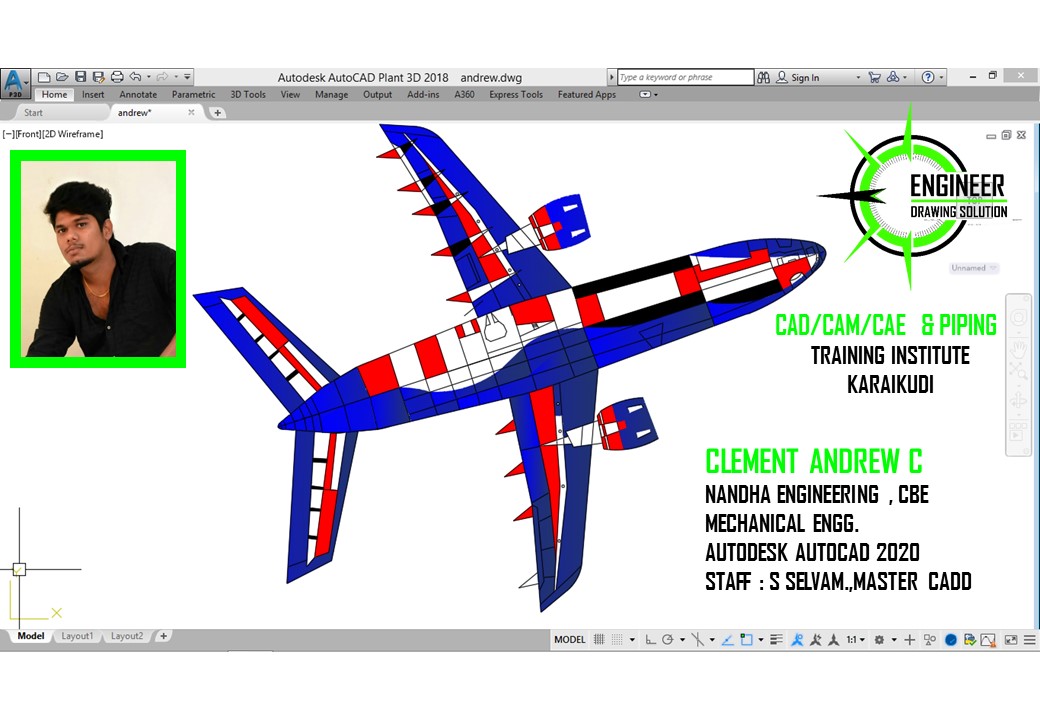 Autodesk AutoCAD Plant 3D 2018 andrew.dwg
Type a keyword or phrase
Sign In
P3D
Home Insert Annotate Parametric 3D Tools View Manage Output Add-ins A360 Express Tools Featured Apps
Start andrew*
[−][Front][2D Wireframe]
ENGINEER
DRAWING SOLUTION
TOP
Unnamed
CAD/CAM/CAE & PIPING
TRAINING INSTITUTE
KARAIKUDI
CLEMENT ANDREW C
NANDHA ENGINEERING , CBE
MECHANICAL ENGG.
AUTODESK AUTOCAD 2020
STAFF : S SELVAM.,MASTER CADD
X
Model Layout1 Layout2
MODEL 1:1